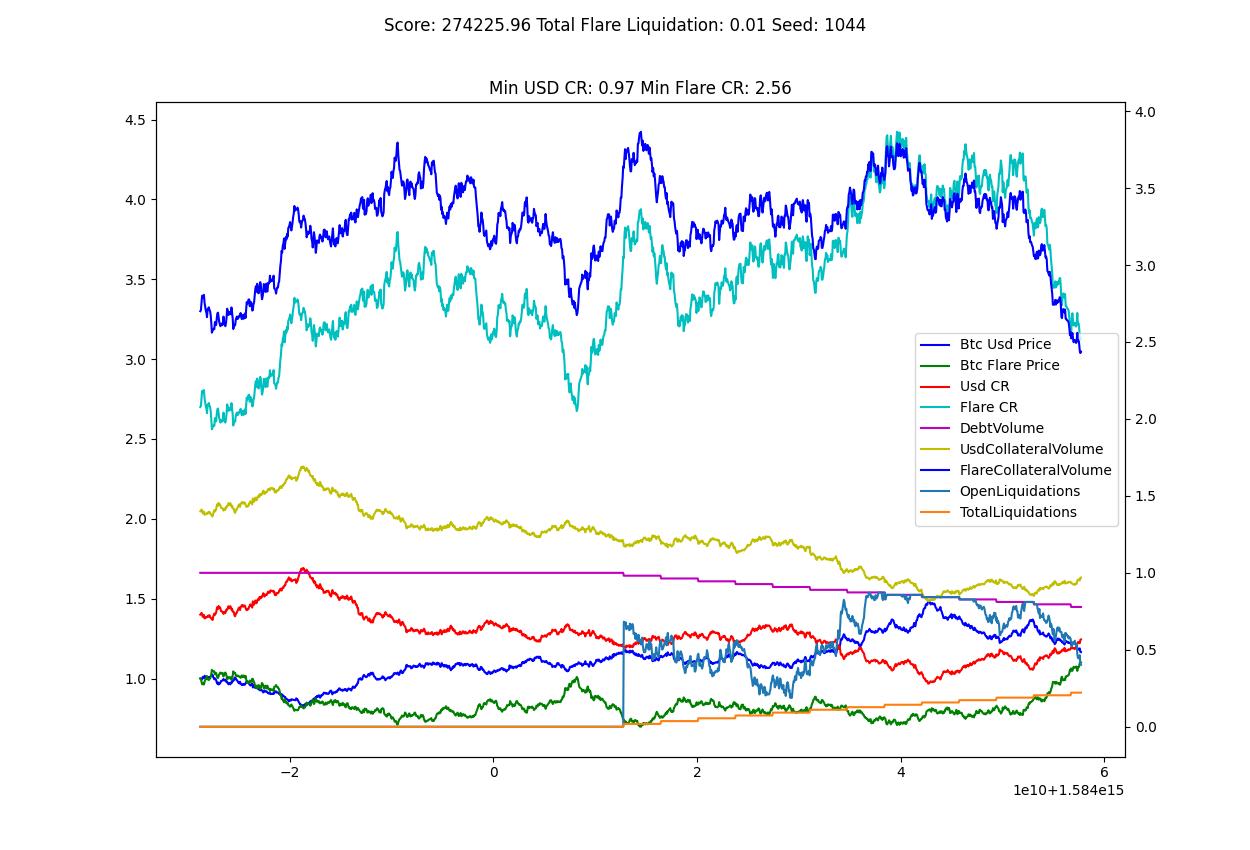 Score: 274225.96 Total Flare Liquidation: 0.01 Seed: 1044
Min USD CR: 0.97 Min Flare CR: 2.56
4.5
4.0
3.5
3.0
2.5
2.0
1.5
1.0
4.0
3.5
3.0
2.5
2.0
1.5
1.0
0.5
0.0
Btc Usd Price
Btc Flare Price
Usd CR
Flare CR
DebtVolume
UsdCollateralVolume
FlareCollateralVolume
OpenLiquidations
TotalLiquidations
−2
0
2
4
6
1e10+1.584e15